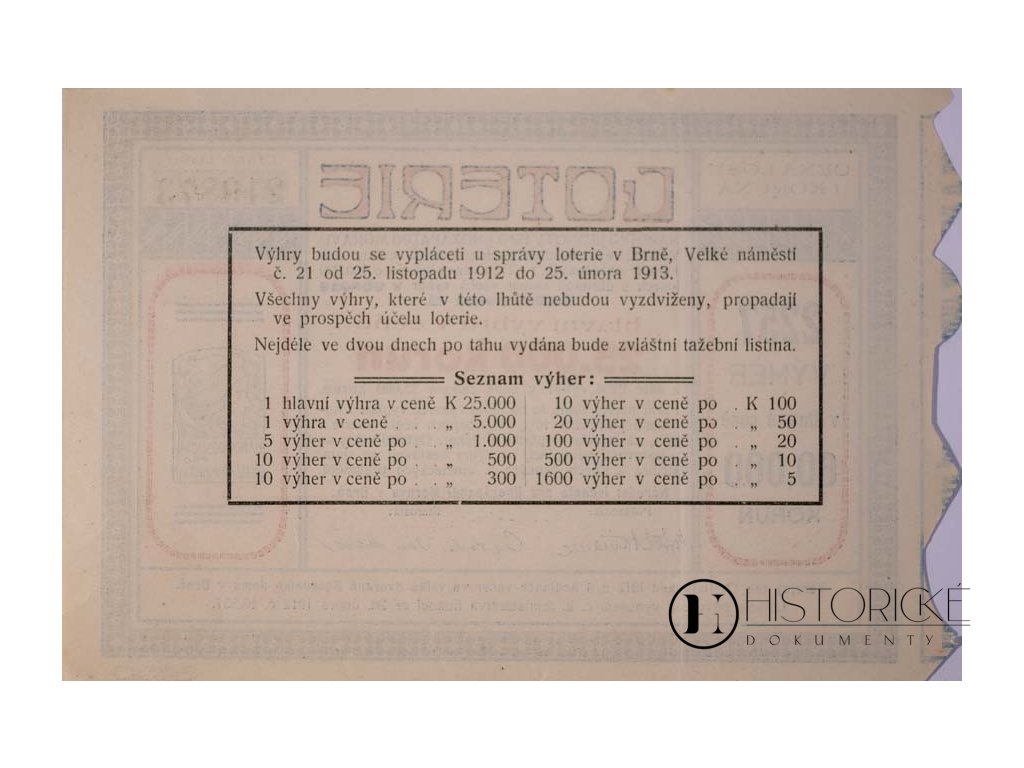 LOTERIE
Výhry budou se vypláceti u správy loterie v Brně, Velké náměstí
č. 21 od 25. listopadu 1912 do 25. února 1913.
Všechny výhry, které v této lhůtě nebudou vyzdviženy, propadají
ve prospěch účelu loterie.
Nejdéle ve dvou dnech po tahu vydána bude zvláštní tažební listina.
Seznam výher:
1 hlavní výhra v ceně K 25.000
1 výhra v ceně . . „ 5.000
5 výher v ceně po . „ 1.000
10 výher v ceně po . „ 500
10 výher v ceně po . „ 300
10 výher v ceně po . K 100
20 výher v ceně po . „ 50
100 výher v ceně po . „ 20
500 výher v ceně po . „ 10
1600 výher v ceně po . „ 5
HISTORICKÉ
DOKUMENTY